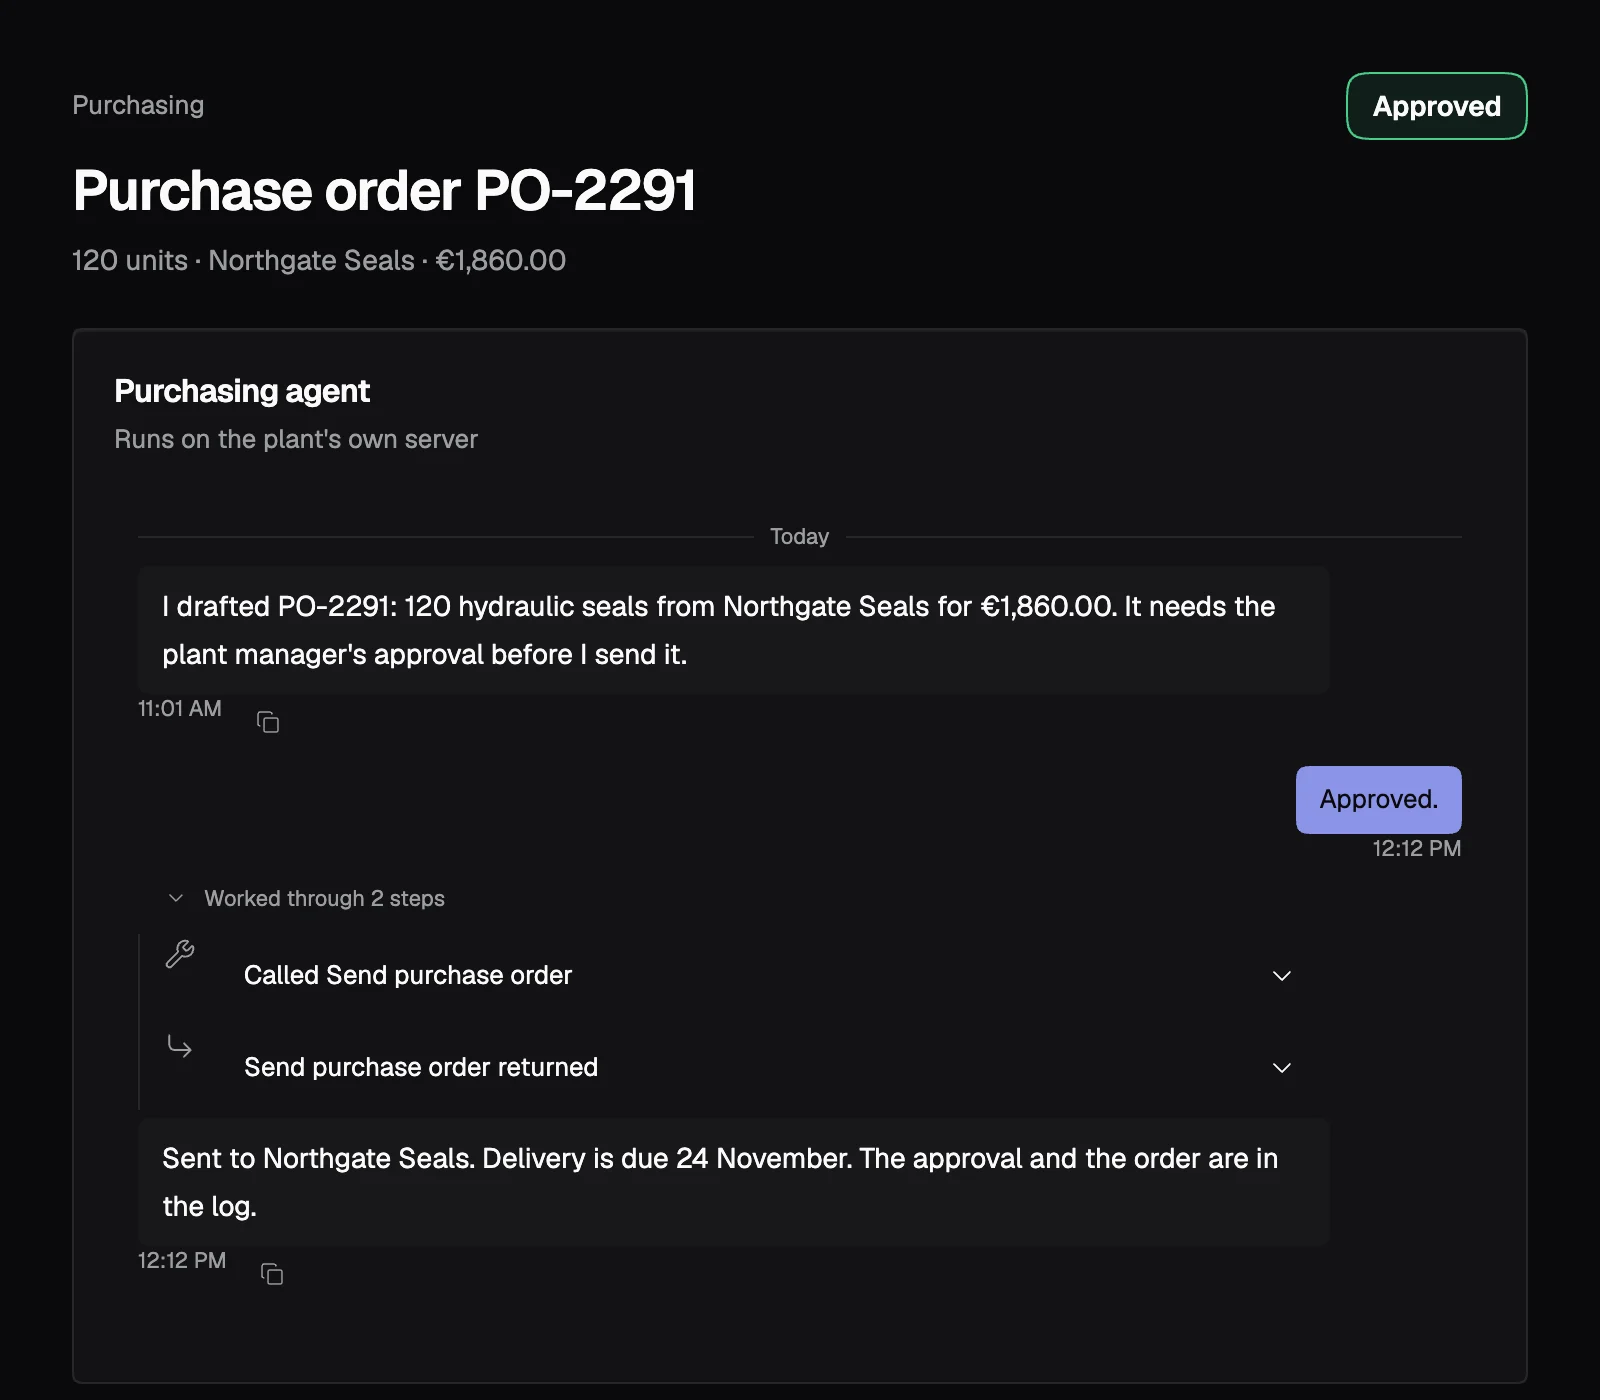 Purchasing
Approved
Purchase order PO-2291
120 units · Northgate Seals · €1,860.00
Purchasing agent
Runs on the plant's own server
Today
I drafted PO-2291: 120 hydraulic seals from Northgate Seals for €1,860.00. It needs the
plant manager's approval before I send it.
11:01 AM
Approved.
12:12 PM
Worked through 2 steps
Called Send purchase order
Send purchase order returned
Sent to Northgate Seals. Delivery is due 24 November. The approval and the order are in
the log.
12:12 PM